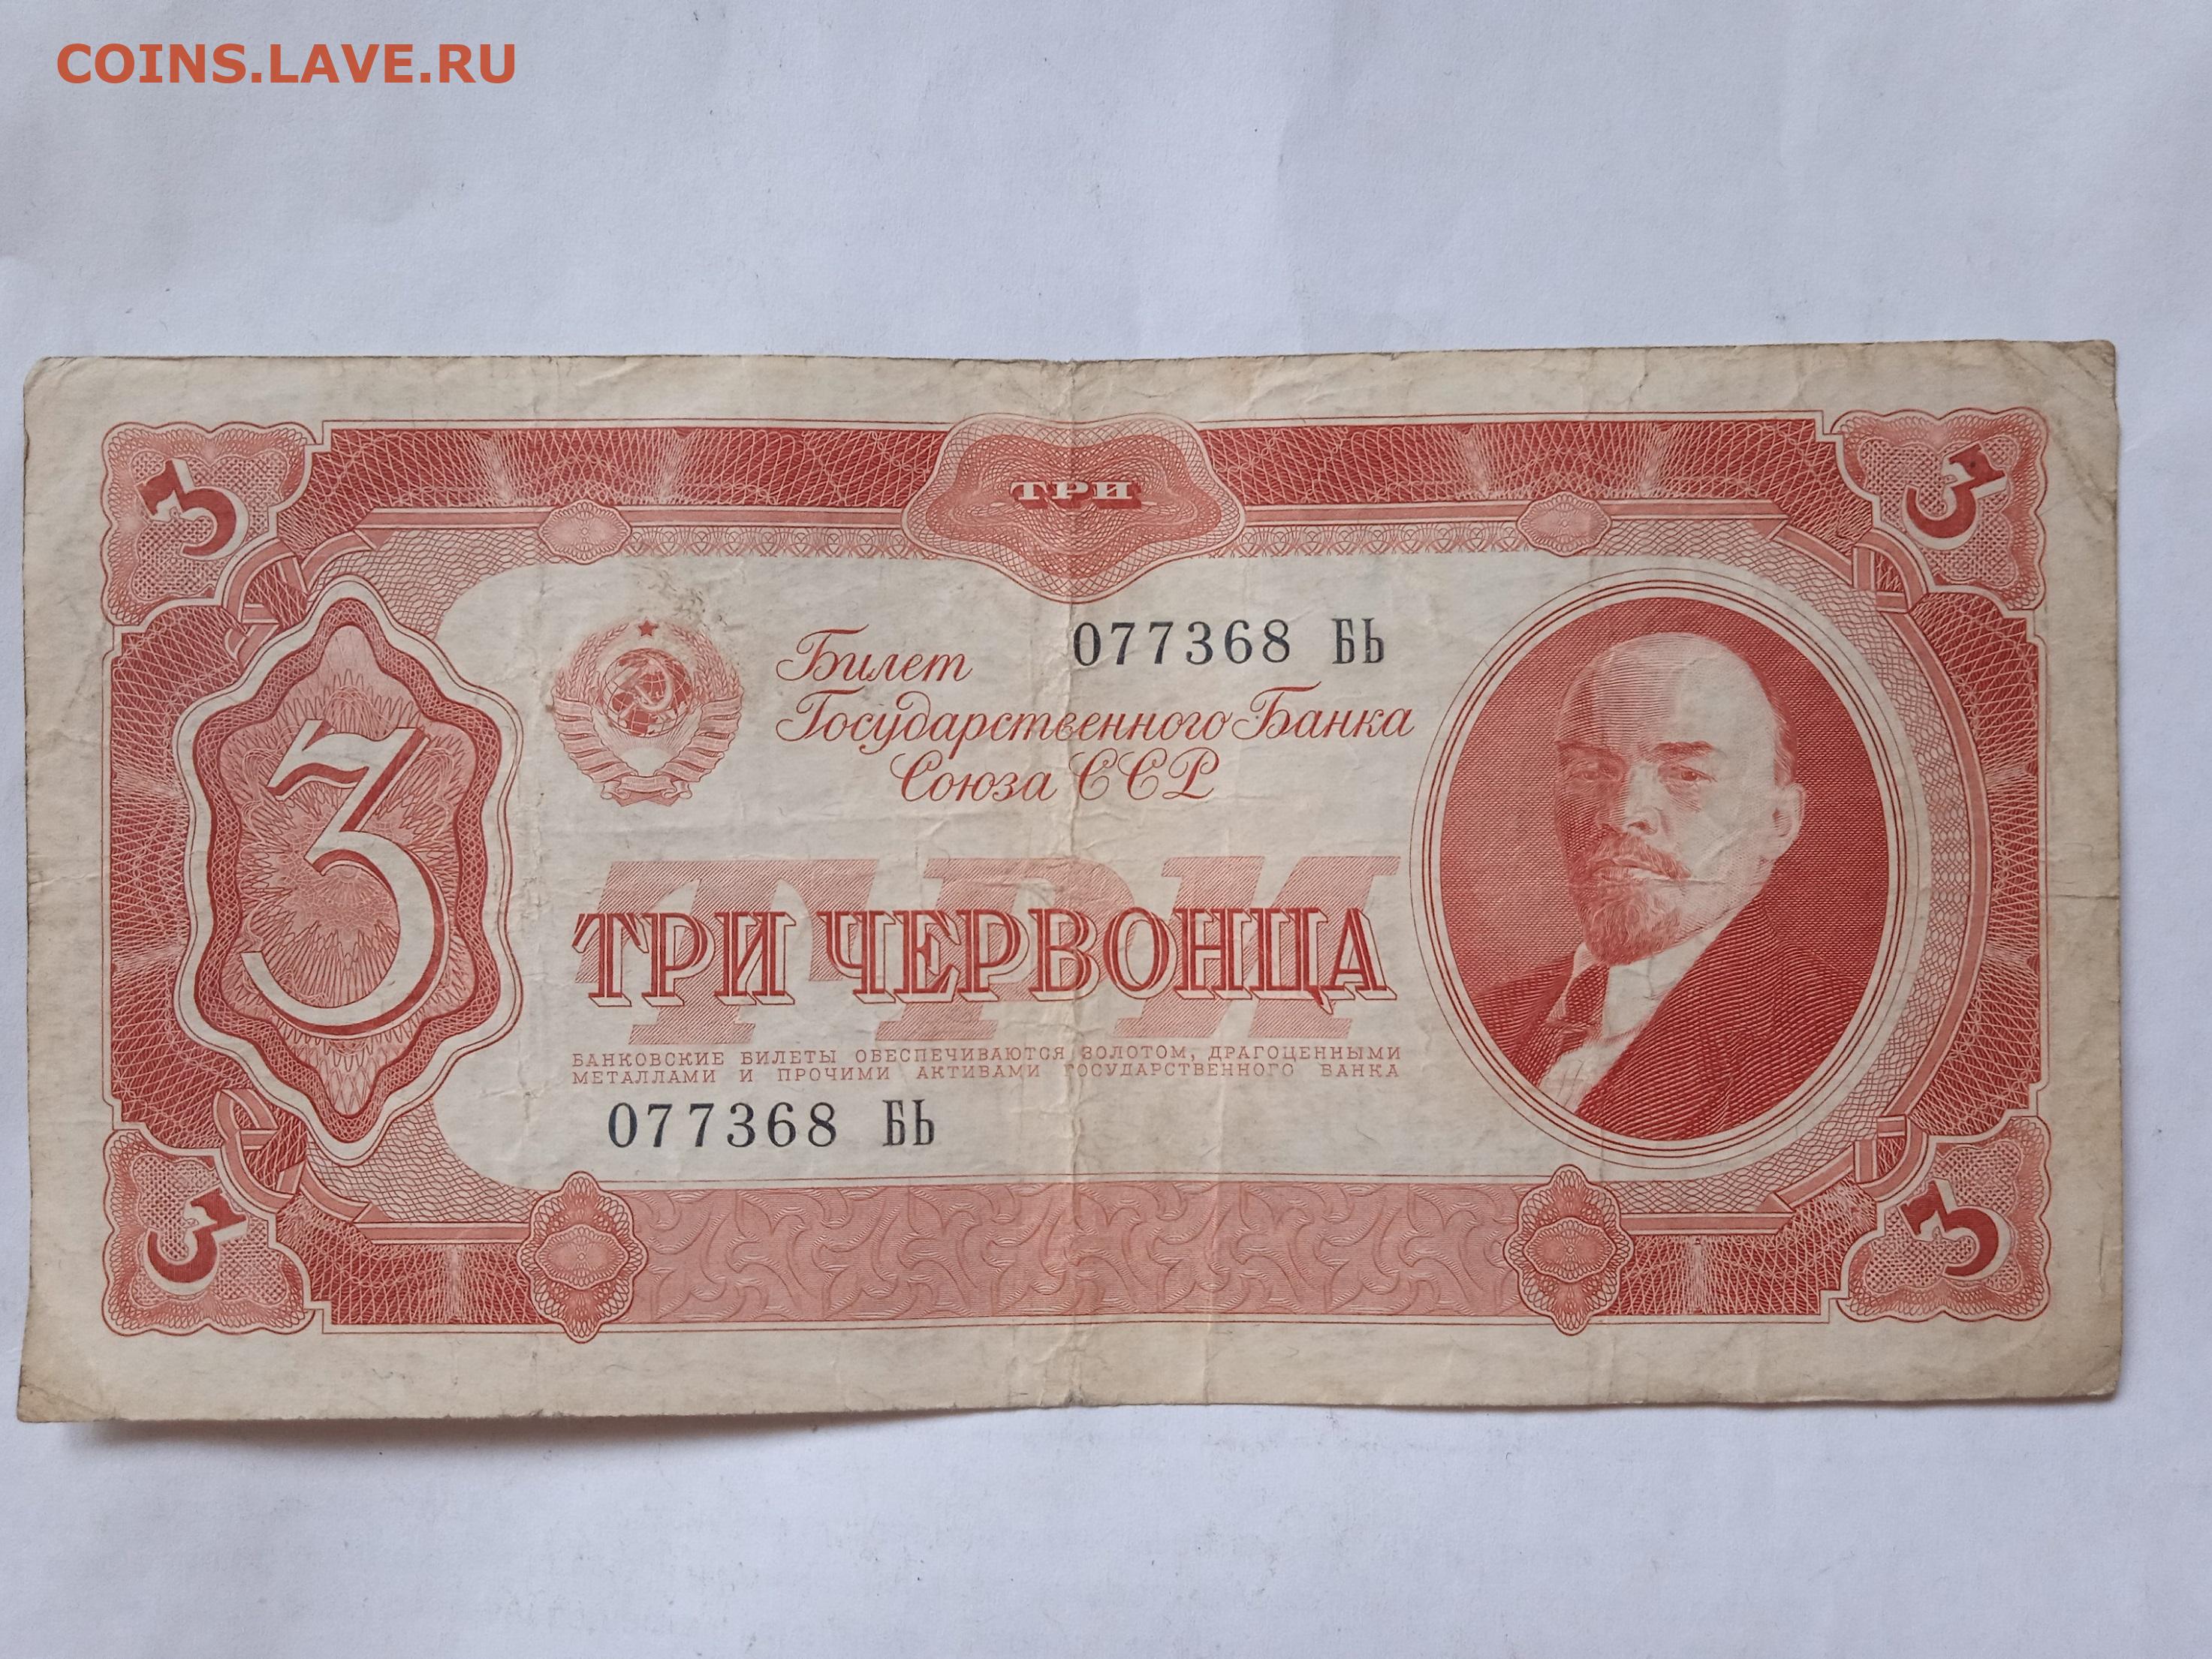 COINS.LAVE.RU
ТРИ
3
3
077368 БЬ
Билет
Государственного Банка
Союза ССР
3
ТРИ
ТРИ ЧЕРВОНЦА
БАНКОВСКИЕ БИЛЕТЫ ОБЕСПЕЧИВАЮТСЯ ЗОЛОТОМ, ДРАГОЦЕННЫМИ
МЕТАЛЛАМИ И ПРОЧИМИ АКТИВАМИ ГОСУДАРСТВЕННОГО БАНКА
077368 БЬ
3
3